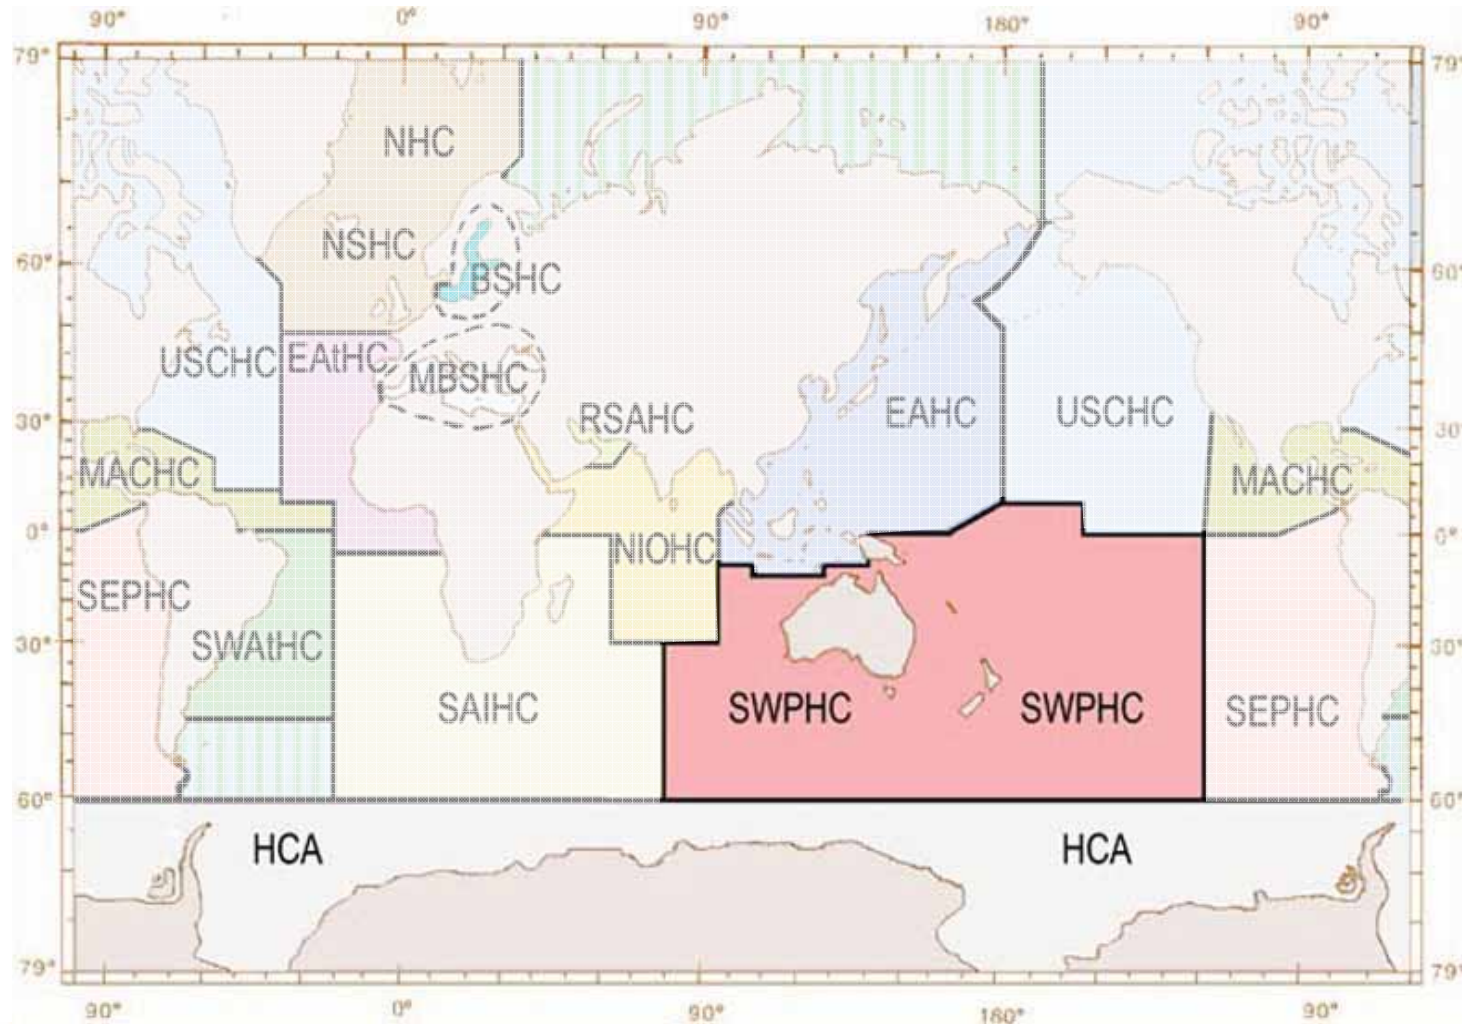 90° 0° 90° 180° 90°
79° 79°
NHC
NSHC
60° BSHC 60°
USCHC EAtHC MBSHC
30° RSAHC EAHC USCHC 30°
MACHC MACHC
0° NIOHC 0°
SEPHC
30° SWAtHC 30°
SAIHC SWPHC SWPHC SEPHC
60° 60°
HCA HCA
79° 79°
90° 0° 90° 180° 90°